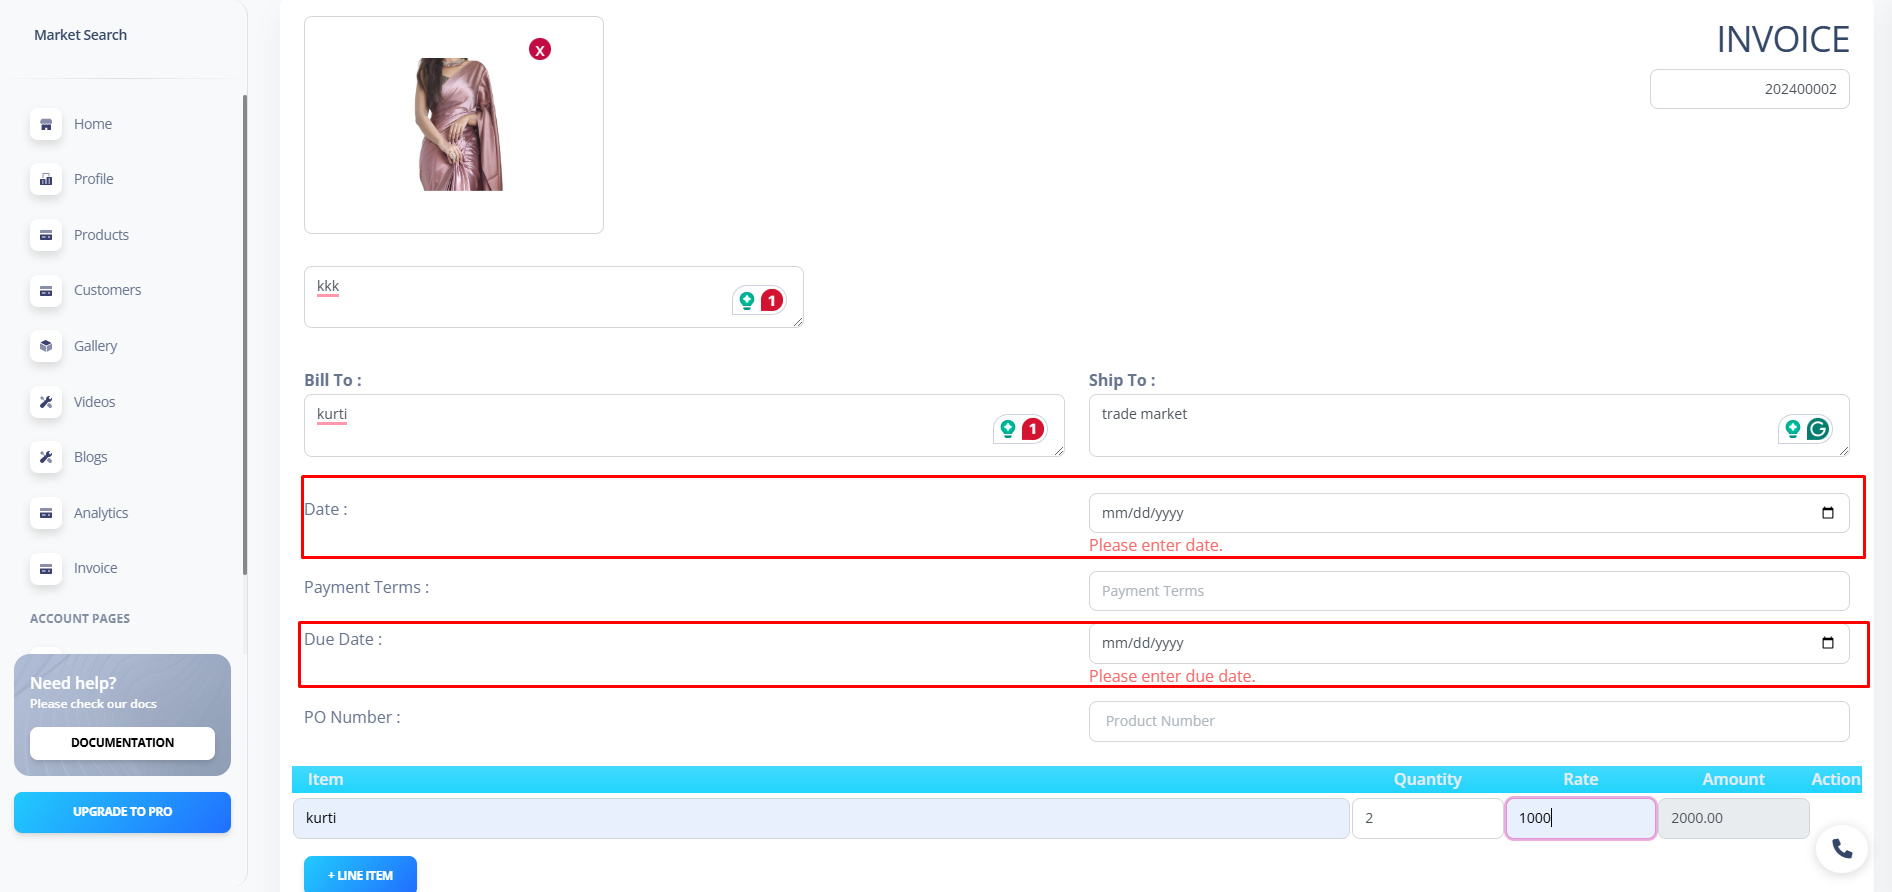 Market Search
Home
Profile
Products
Customers
Gallery
Videos
Blogs
Analytics
Invoice
ACCOUNT PAGES
Need help?
Please check our docs
DOCUMENTATION
UPGRADE TO PRO
X
INVOICE
202400002
kkk
1
Bill To :
kurti
1
Ship To :
trade market
Date :
mm/dd/yyyy
Please enter date.
Payment Terms :
Payment Terms
Due Date :
mm/dd/yyyy
Please enter due date.
PO Number :
Product Number
Item Quantity Rate Amount Action
kurti 2 1000 2000.00
+ LINE ITEM